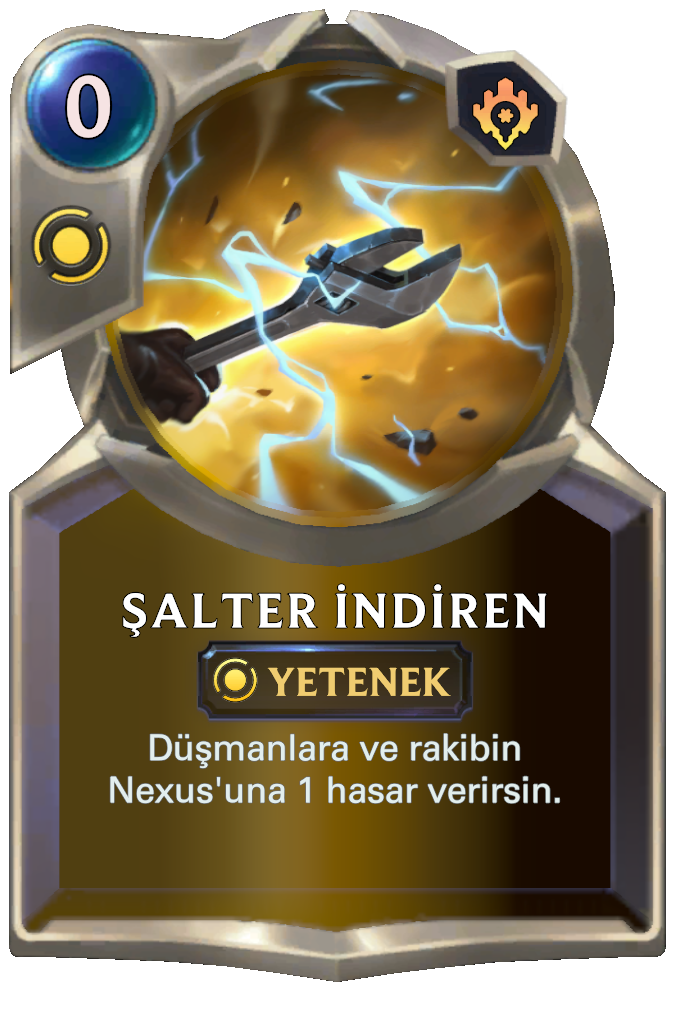 0
ŞALTER İNDİREN
YETENEK
Düşmanlara ve rakibin
Nexus'una 1 hasar verirsin.